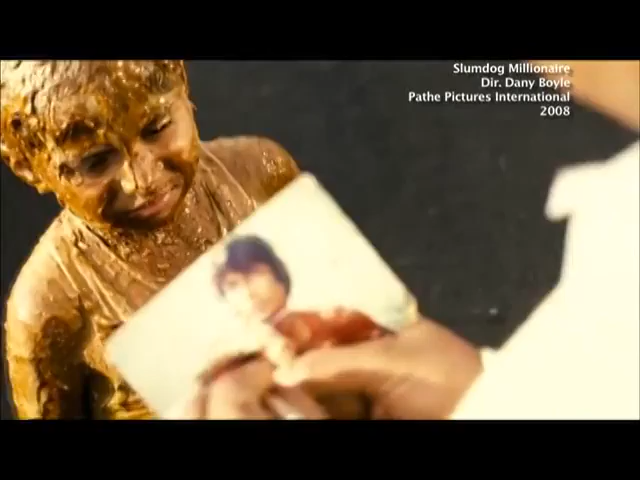 Slumdog Millionaire
Dir. Dany Boyle
Pathe Pictures International
2008